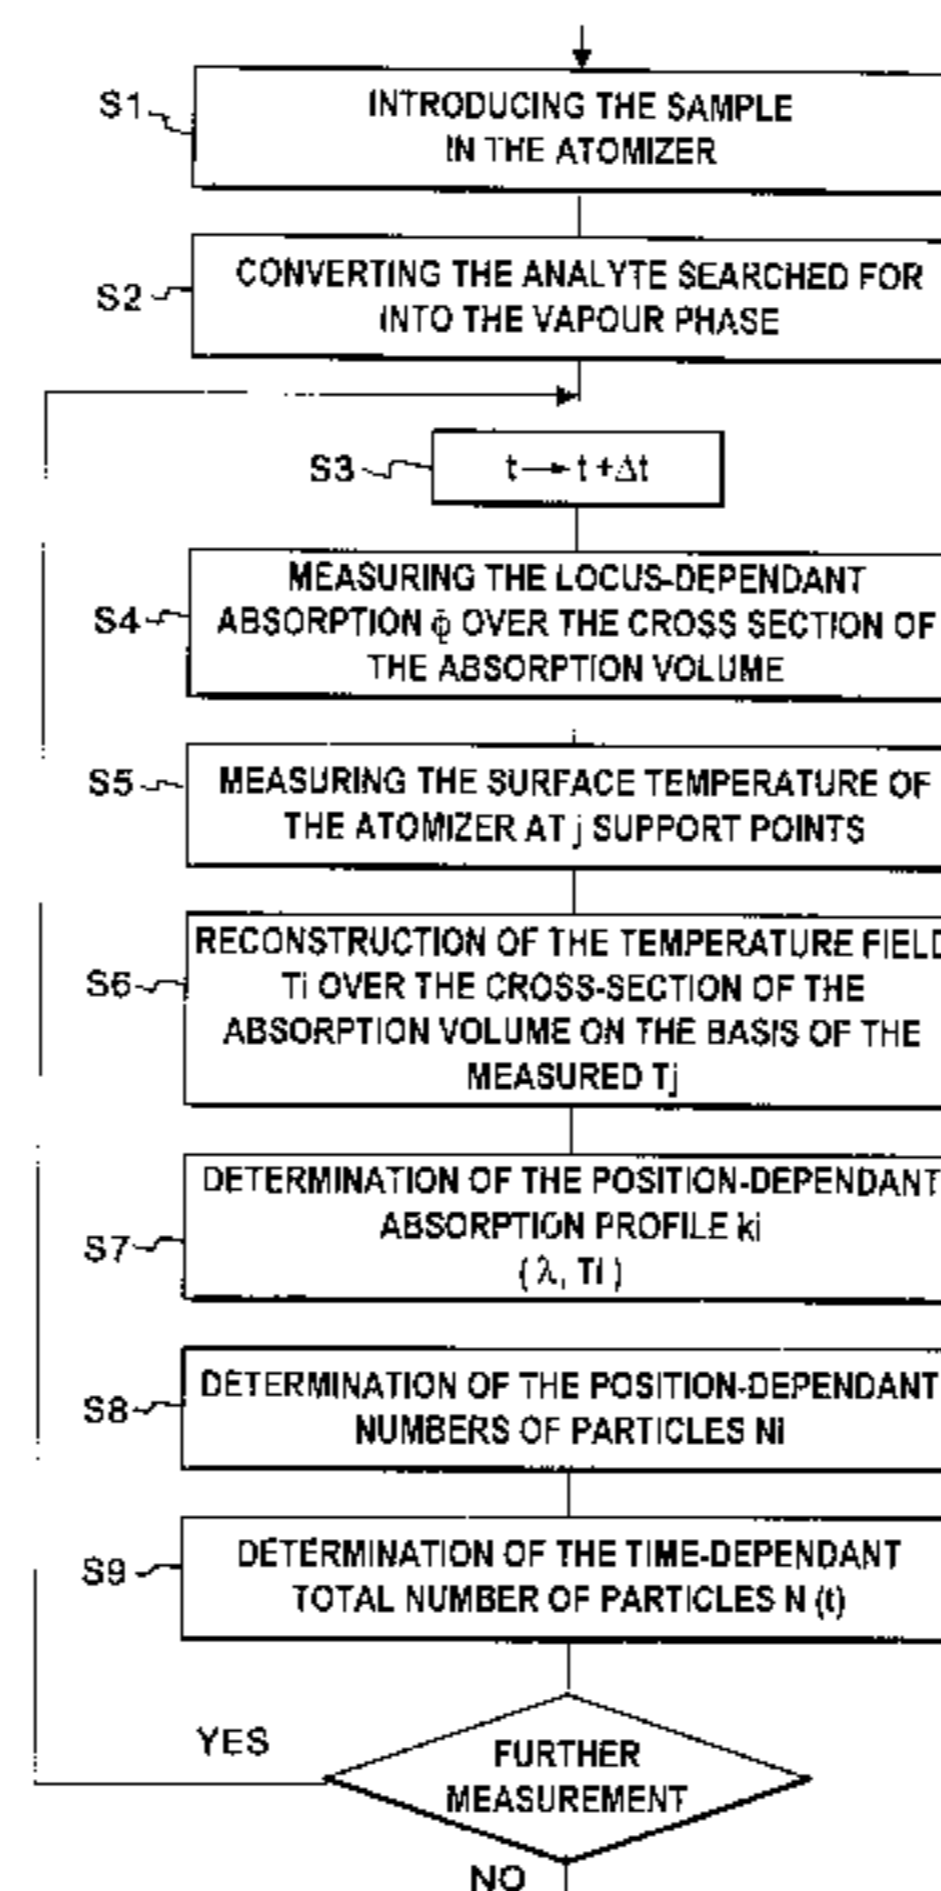 S1
INTRODUCING THE SAMPLE
IN THE ATOMIZER
S2
CONVERTING THE ANALYTE SEARCHED FOR
INTO THE VAPOUR PHASE
S3
t → t +Δt
S4
MEASURING THE LOCUS-DEPENDANT
ABSORPTION OVER THE CROSS SECTION OF
THE ABSORPTION VOLUME
S5
MEASURING THE SURFACE TEMPERATURE OF
THE ATOMIZER AT j SUPPORT POINTS
S6
RECONSTRUCTION OF THE TEMPERATURE FIELD
Ti OVER THE CROSS-SECTION OF THE
ABSORPTION VOLUME ON THE BASIS OF THE
MEASURED Tj
S7
DETERMINATION OF THE POSITION-DEPENDANT
ABSORPTION PROFILE ki
( λ, Ti )
S8
DETERMINATION OF THE POSITION-DEPENDANT
NUMBERS OF PARTICLES Ni
S9
DETERMINATION OF THE TIME-DEPENDANT
TOTAL NUMBER OF PARTICLES N (t)
YES
FURTHER
MEASUREMENT
NO